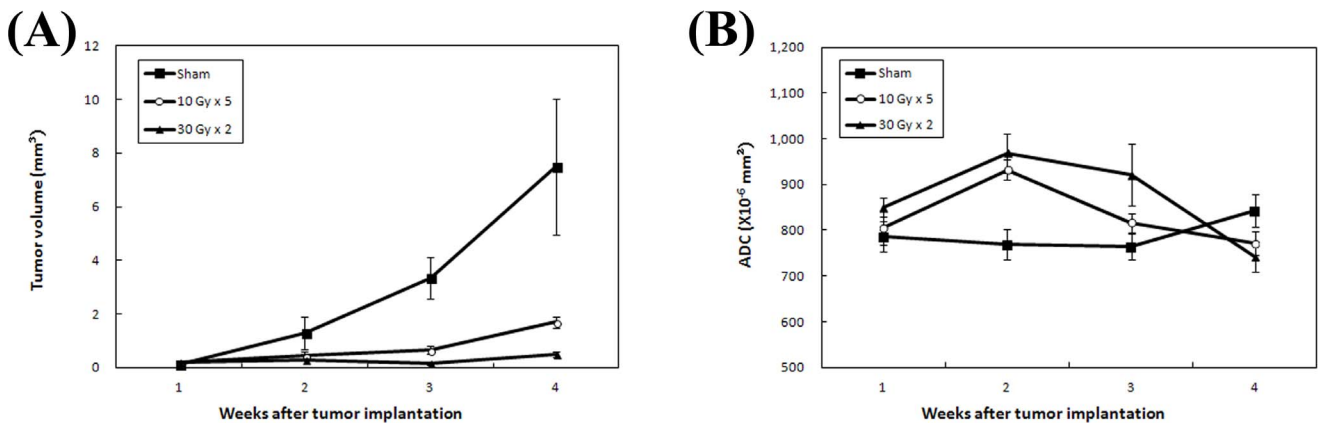 (A)
12
10
8
6
4
2
0
Tumor volume (mm³)
Sham
10 Gy x 5
30 Gy x 2
1 2 3 4
Weeks after tumor implantation
(B)
1,200
1,100
1,000
900
800
700
600
500
ADC (X10⁻⁶ mm²)
Sham
10 Gy x 5
30 Gy x 2
1 2 3 4
Weeks after tumor implantation